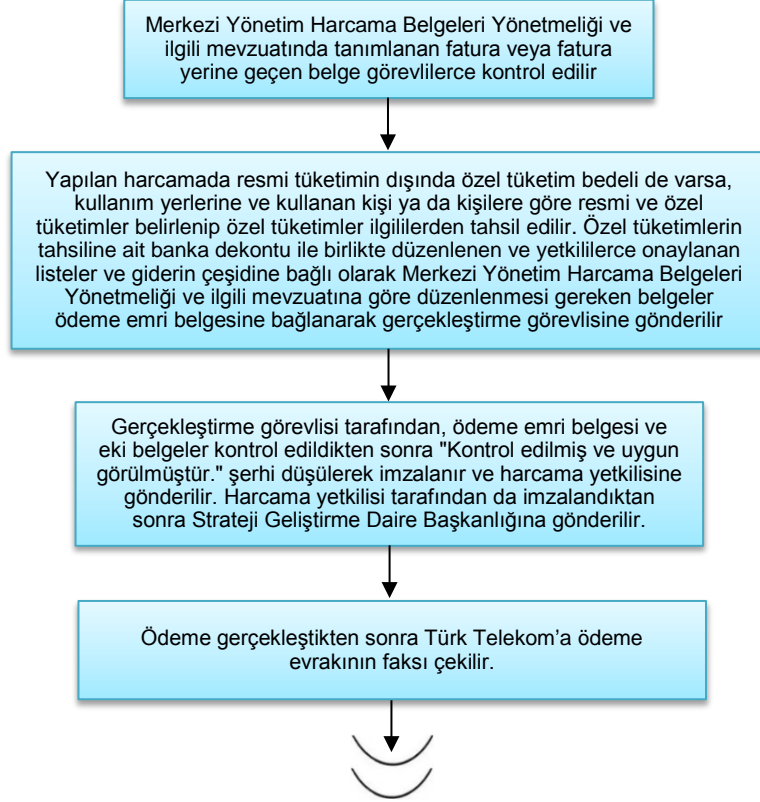 Merkezi Yönetim Harcama Belgeleri Yönetmeliği ve
ilgili mevzuatında tanımlanan fatura veya fatura
yerine geçen belge görevlilerce kontrol edilir
Yapılan harcamada resmi tüketimin dışında özel tüketim bedeli de varsa,
kullanım yerlerine ve kullanan kişi ya da kişilere göre resmi ve özel
tüketimler belirlenip özel tüketimler ilgililerden tahsil edilir. Özel tüketimlerin
tahsiline ait banka dekontu ile birlikte düzenlenen ve yetkililerce onaylanan
listeler ve giderin çeşidine bağlı olarak Merkezi Yönetim Harcama Belgeleri
Yönetmeliği ve ilgili mevzuatına göre düzenlenmesi gereken belgeler
ödeme emri belgesine bağlanarak gerçekleştirme görevlisine gönderilir
Gerçekleştirme görevlisi tarafından, ödeme emri belgesi ve
eki belgeler kontrol edildikten sonra "Kontrol edilmiş ve uygun
görülmüştür." şerhi düşülerek imzalanır ve harcama yetkilisine
gönderilir. Harcama yetkilisi tarafından da imzalandıktan
sonra Strateji Geliştirme Daire Başkanlığına gönderilir.
Ödeme gerçekleştikten sonra Türk Telekom’a ödeme
evrakının faksı çekilir.